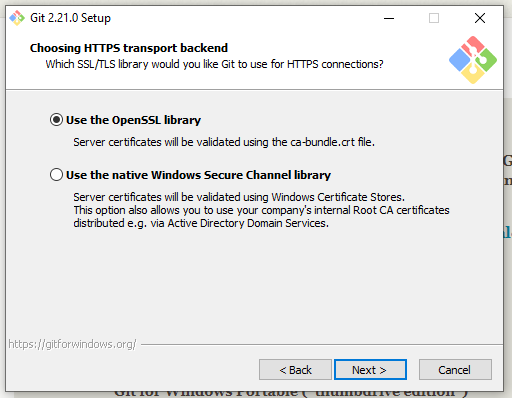 Git 2.21.0 Setup
Choosing HTTPS transport backend
Which SSL/TLS library would you like Git to use for HTTPS connections?
Use the OpenSSL library
Server certificates will be validated using the ca-bundle.crt file.
Use the native Windows Secure Channel library
Server certificates will be validated using Windows Certificate Stores.
This option also allows you to use your company's internal Root CA certificates
distributed e.g. via Active Directory Domain Services.
https://gitforwindows.org/
< Back
Next >
Cancel
Git for Windows Portable ("thumbdrive edition")